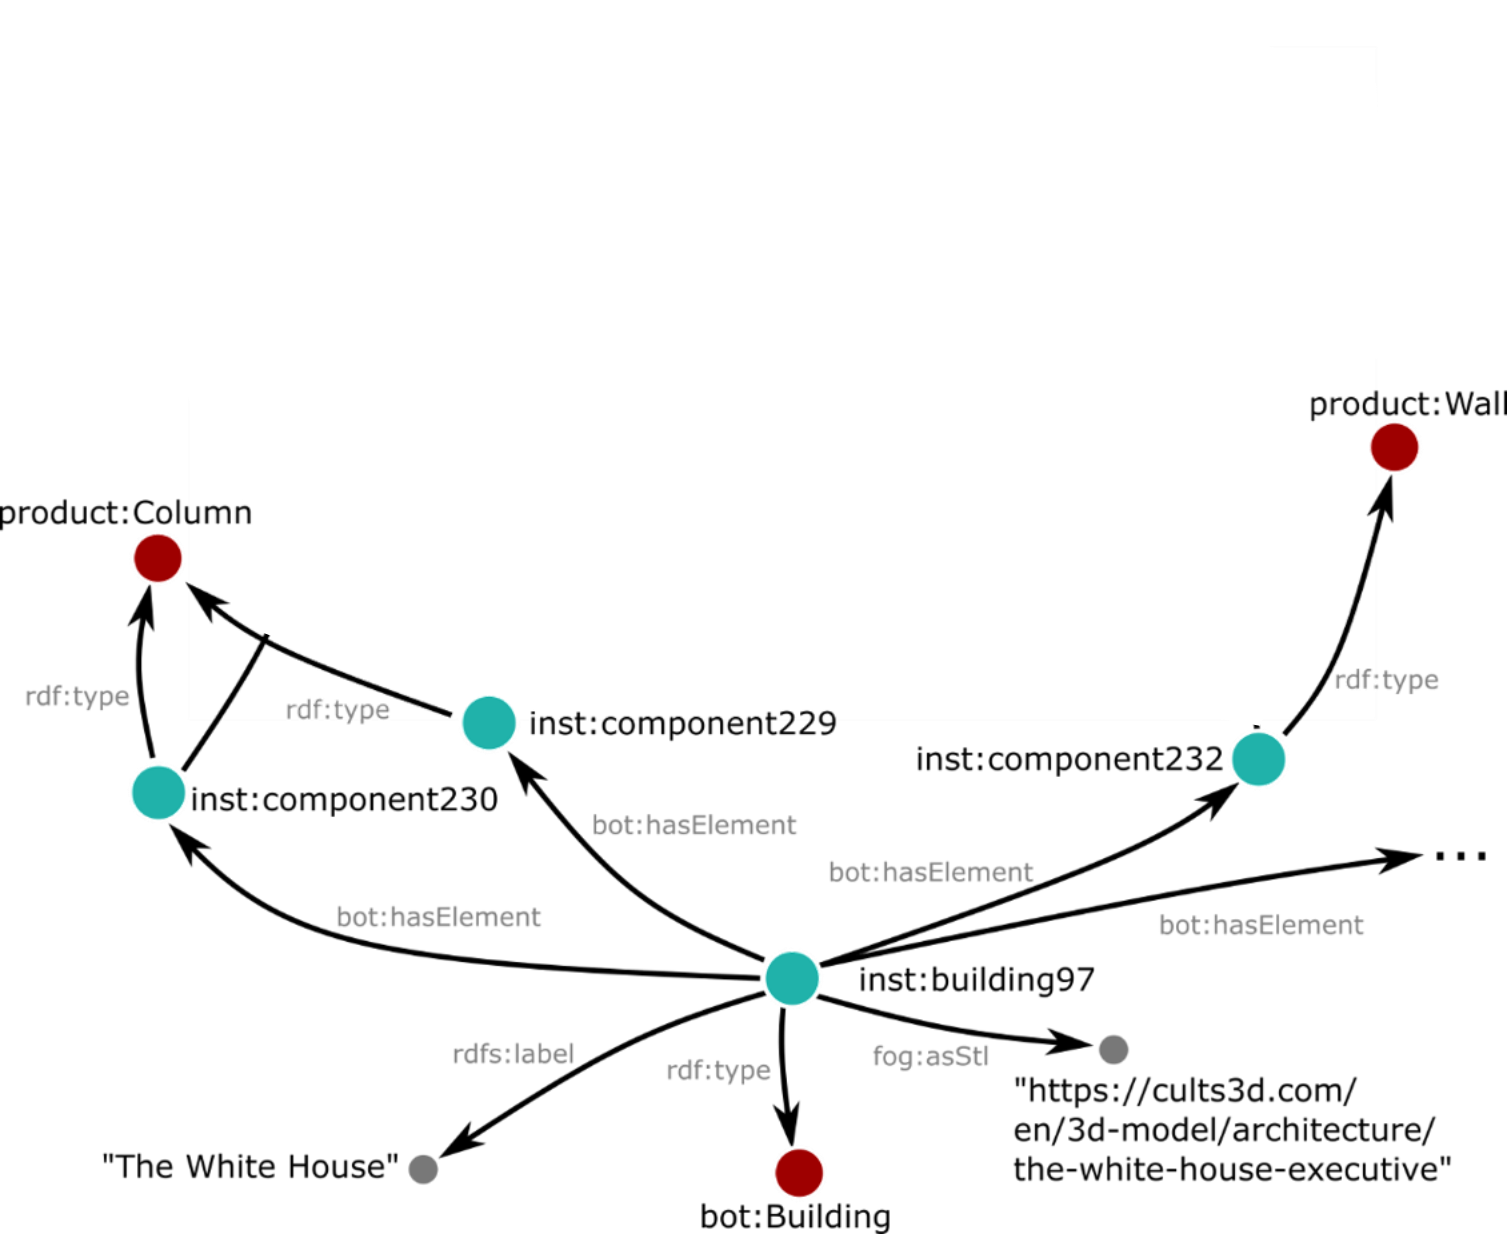 product:Wall
product:Column
rdf:type
rdf:type
rdf:type
inst:component229
inst:component232
inst:component230
bot:hasElement
...
bot:hasElement
bot:hasElement
bot:hasElement
inst:building97
rdfs:label
rdf:type
fog:asStl
"https://cults3d.com/
en/3d-model/architecture/
the-white-house-executive"
"The White House"
bot:Building